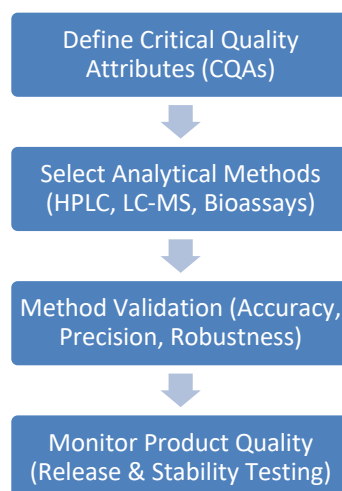 Define Critical Quality
Attributes (CQAs)
Select Analytical Methods
(HPLC, LC-MS, Bioassays)
Method Validation (Accuracy,
Precision, Robustness)
Monitor Product Quality
(Release & Stability Testing)